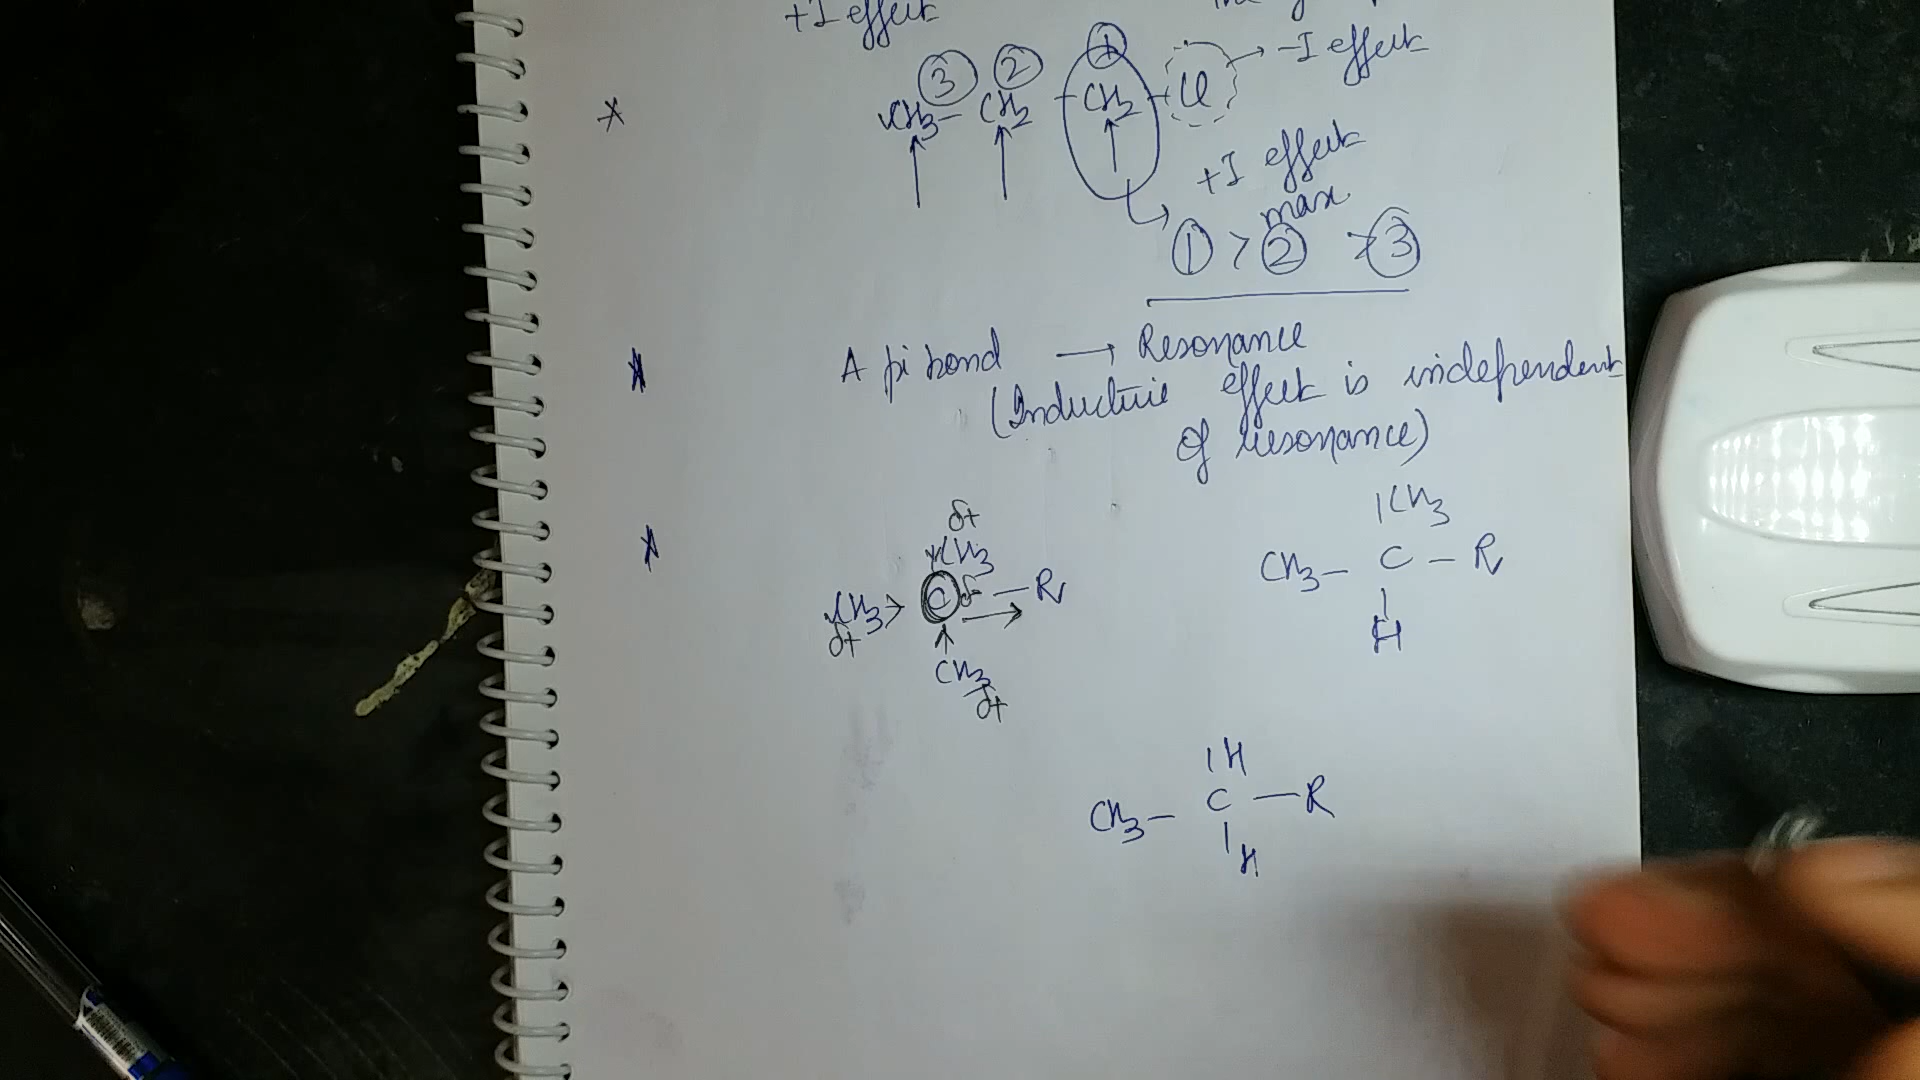 +I effect
③ ② ①
CH3 - CH2 - CH2 - Cl → -I effect
+I effect
max
① > ② > ③
A pi bond → Resonance
(Inductive effect is independent
of resonance)
δ+
CH3
CH3 > C δ- — R
δ+
CH3
δ+
CH3
CH3 - C - R
H
H
CH3 - C — R
H